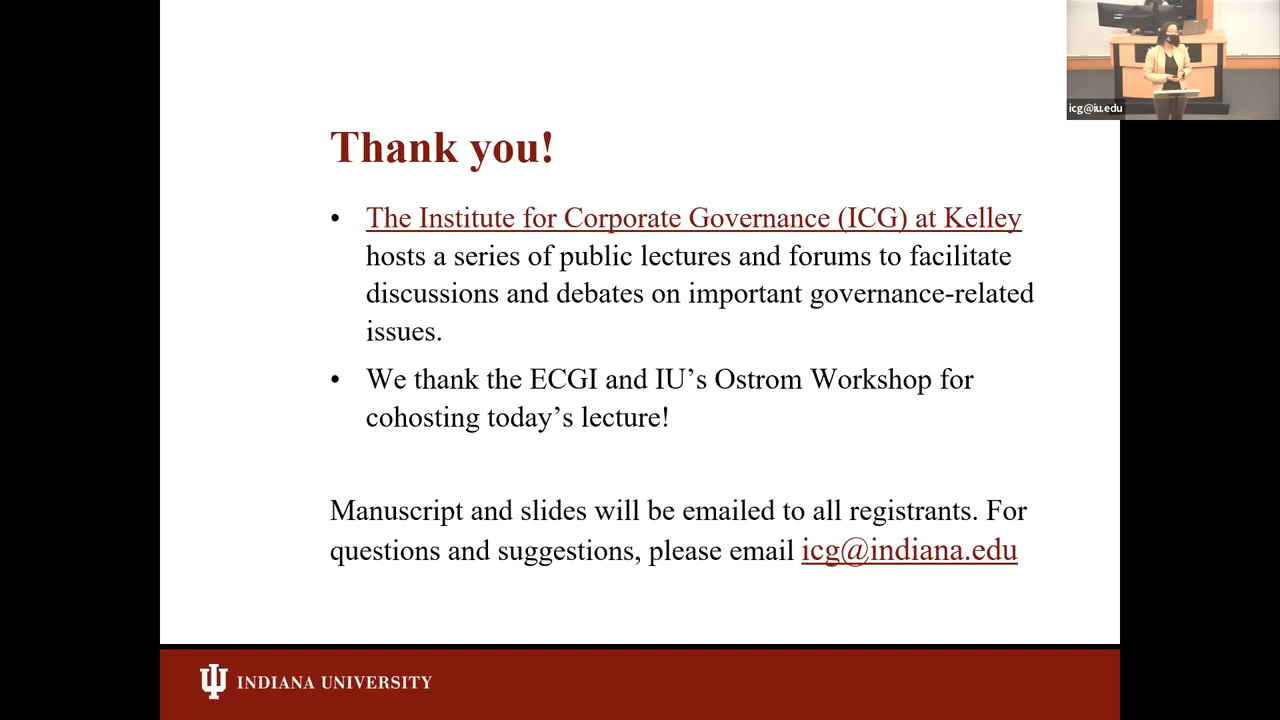 icg@iu.edu
Thank you!
• The Institute for Corporate Governance (ICG) at Kelley
hosts a series of public lectures and forums to facilitate
discussions and debates on important governance-related
issues.
• We thank the ECGI and IU’s Ostrom Workshop for
cohosting today’s lecture!
Manuscript and slides will be emailed to all registrants. For
questions and suggestions, please email icg@indiana.edu
INDIANA UNIVERSITY